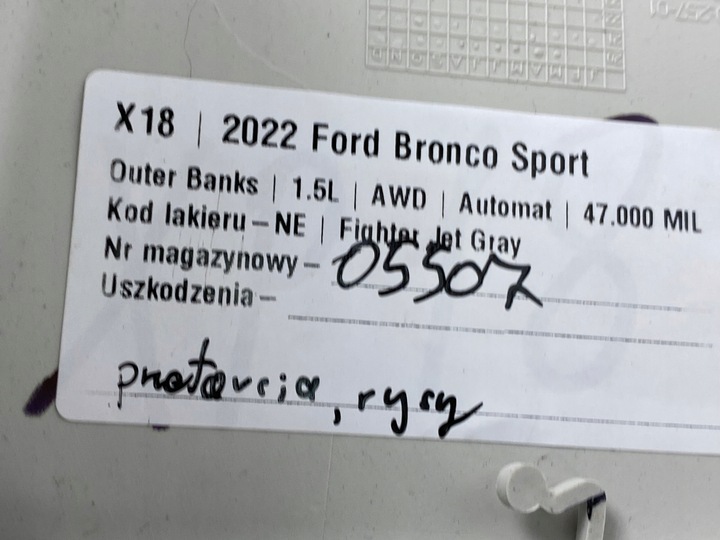 X18 | 2022 Ford Bronco Sport
Outer Banks | 1.5L | AWD | Automat | 47.000 MIL
Kod lakieru – NE | Fighter Jet Gray
Nr magazynowy – 05507
Uszkodzenia –
przetarcia, rysy